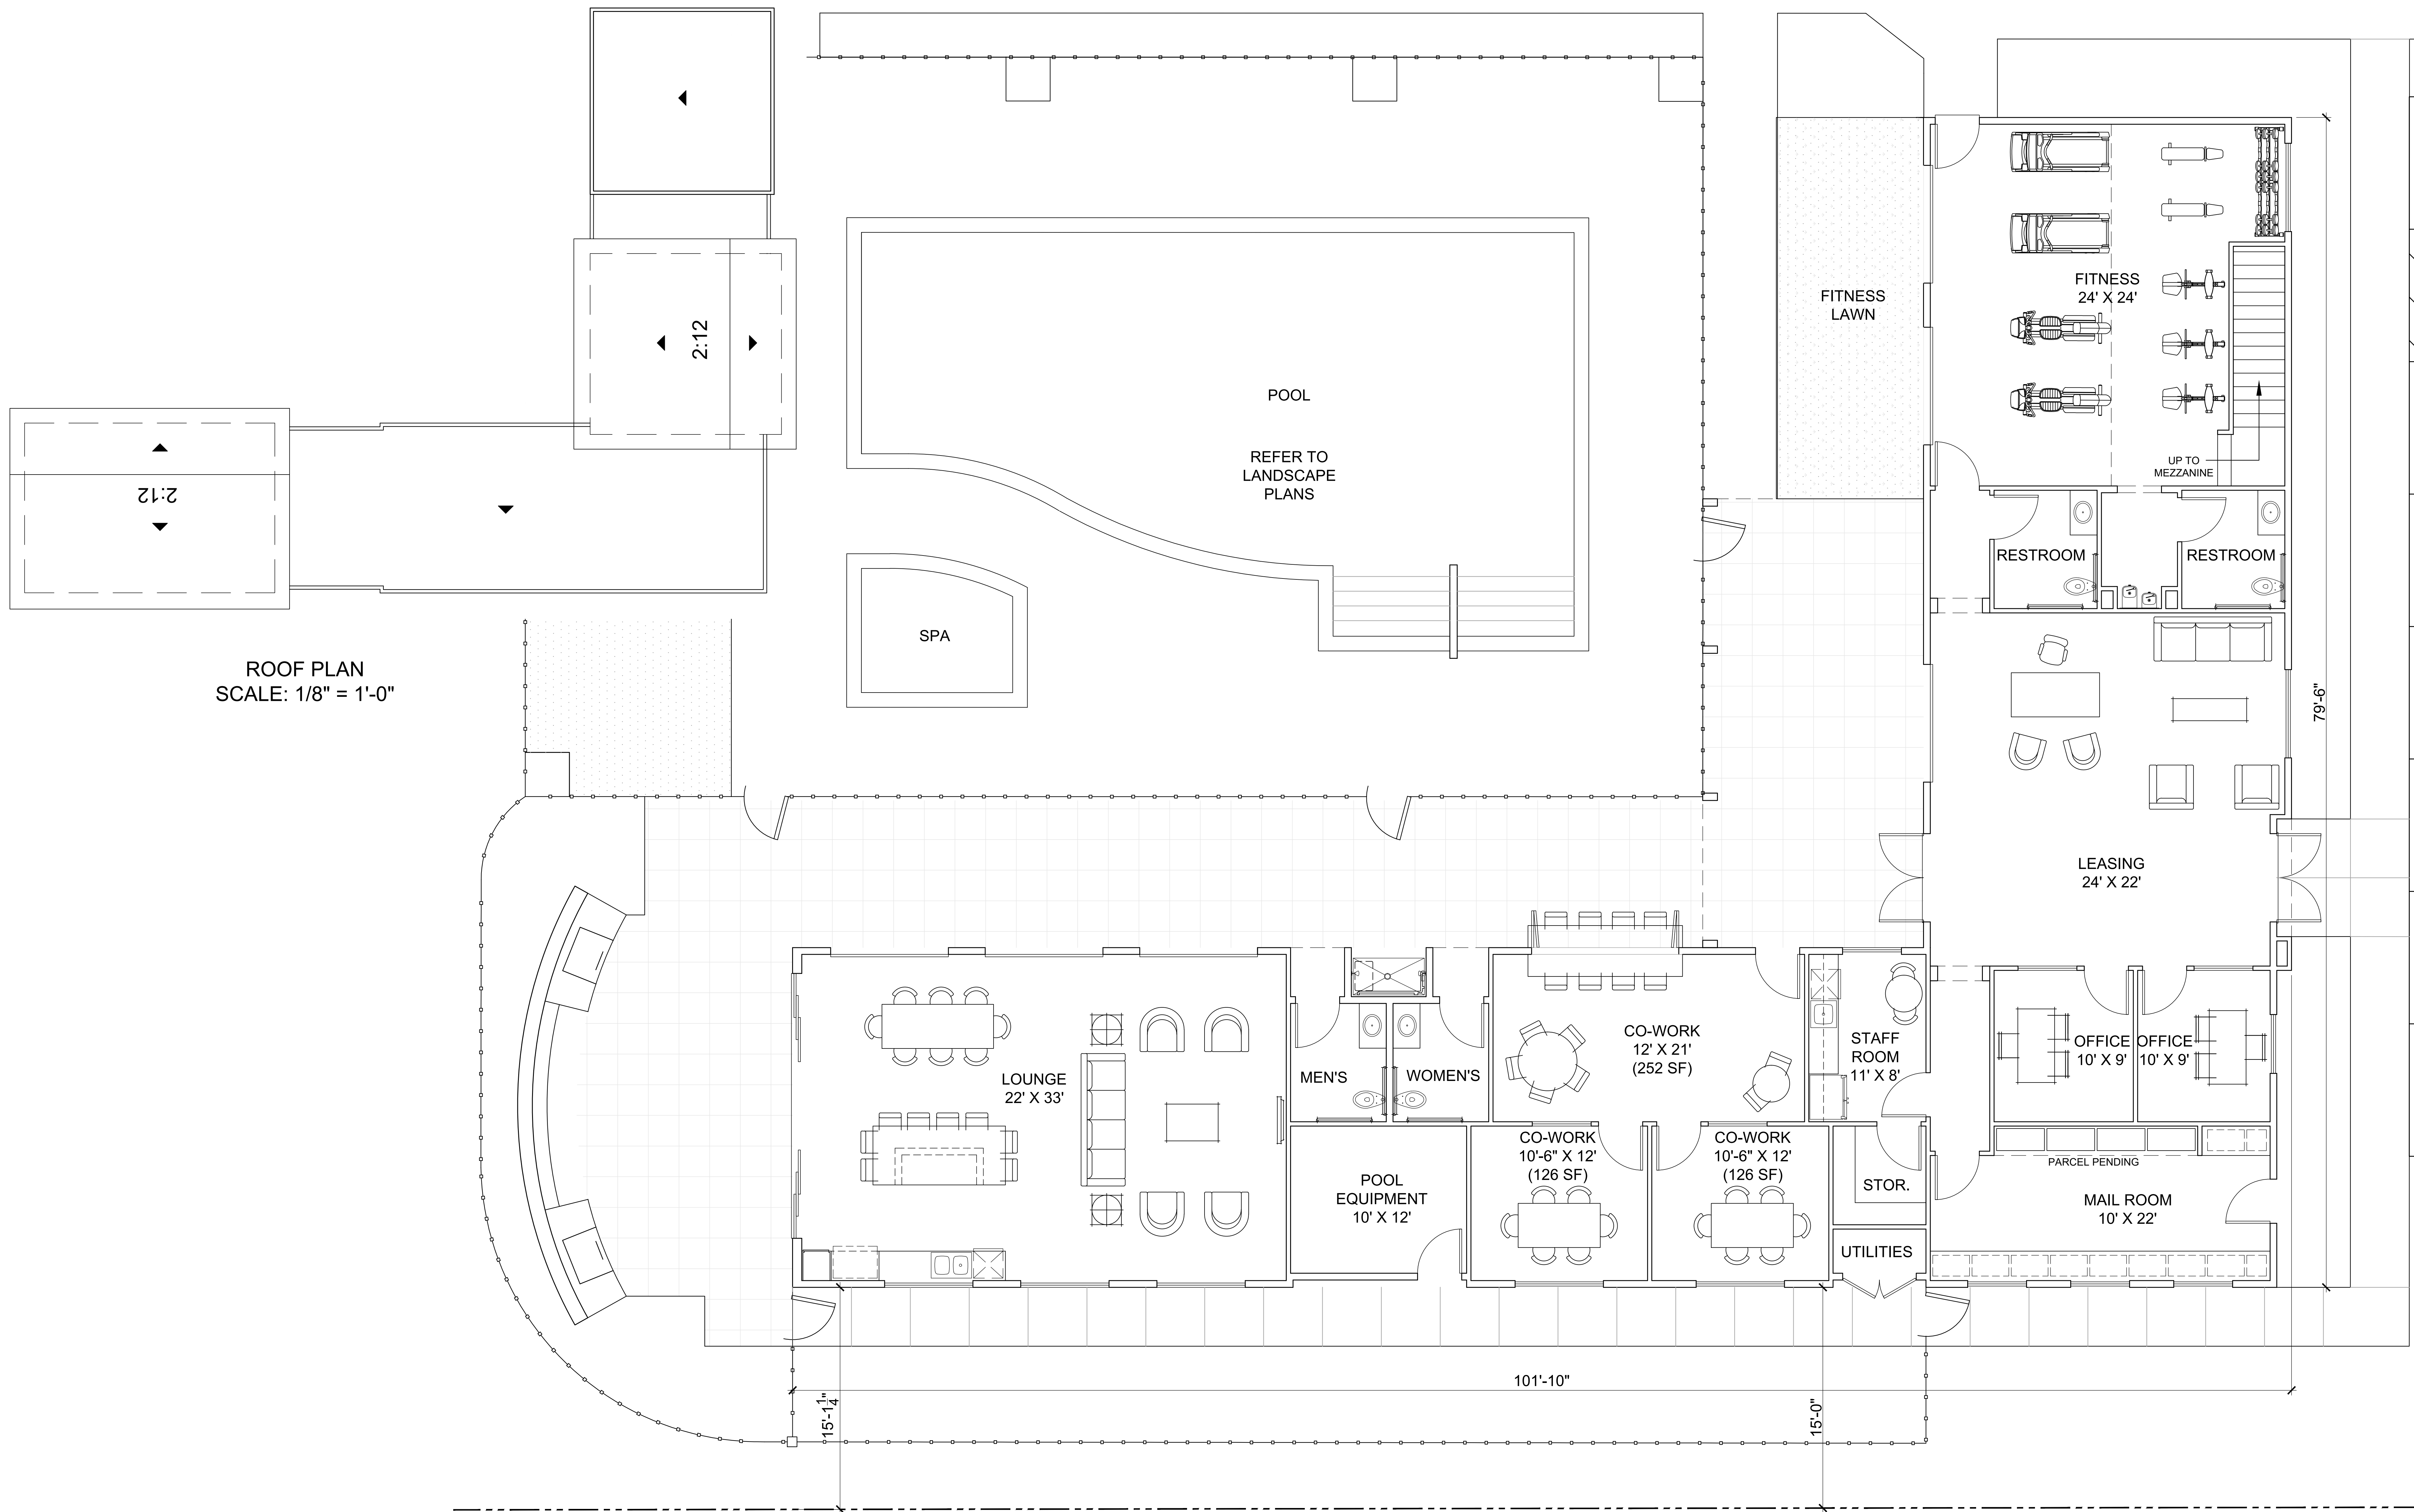 2:12
2:12
ROOF PLAN
SCALE: 1/8" = 1'-0"
POOL
REFER TO
LANDSCAPE
PLANS
SPA
FITNESS
LAWN
FITNESS
24' X 24'
UP TO
MEZZANINE
RESTROOM
RESTROOM
79'-6"
LEASING
24' X 22'
OFFICE
10' X 9'
OFFICE
10' X 9'
PARCEL PENDING
MAIL ROOM
10' X 22'
LOUNGE
22' X 33'
MEN'S
WOMEN'S
CO-WORK
12' X 21'
(252 SF)
STAFF
ROOM
11' X 8'
POOL
EQUIPMENT
10' X 12'
CO-WORK
10'-6" X 12'
(126 SF)
CO-WORK
10'-6" X 12'
(126 SF)
STOR.
UTILITIES
101'-10"
15'-1 1/4"
15'-0"